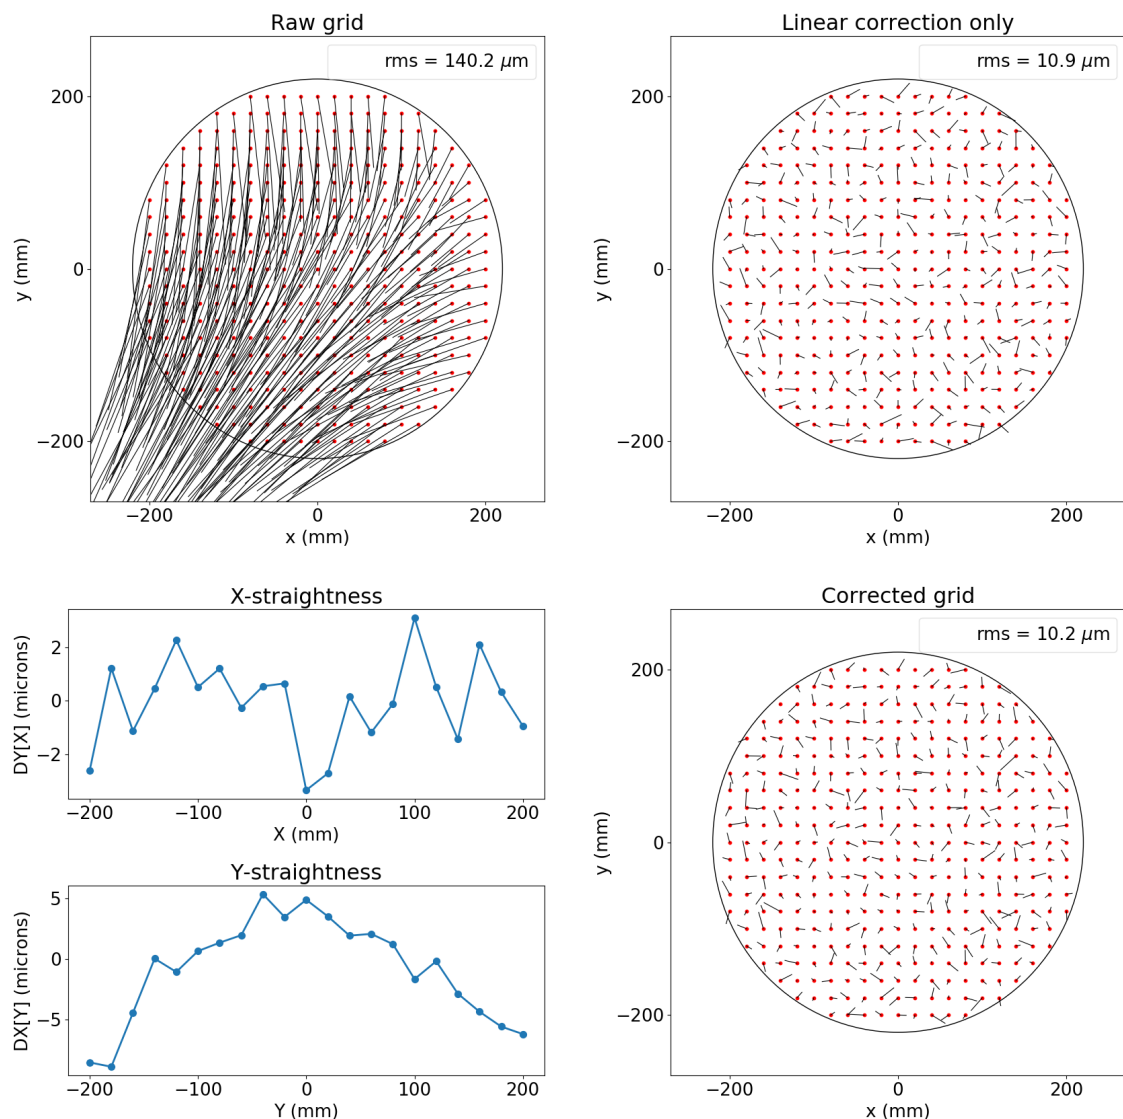 Raw grid
rms = 140.2 μm
200
0
−200
y (mm)
−200
0
200
x (mm)
Linear correction only
rms = 10.9 μm
200
0
−200
y (mm)
−200
0
200
x (mm)
X-straightness
2
0
−2
DY[X] (microns)
−200
−100
0
100
200
X (mm)
Y-straightness
5
0
−5
DX[Y] (microns)
−200
−100
0
100
200
Y (mm)
Corrected grid
rms = 10.2 μm
200
0
−200
y (mm)
−200
0
200
x (mm)